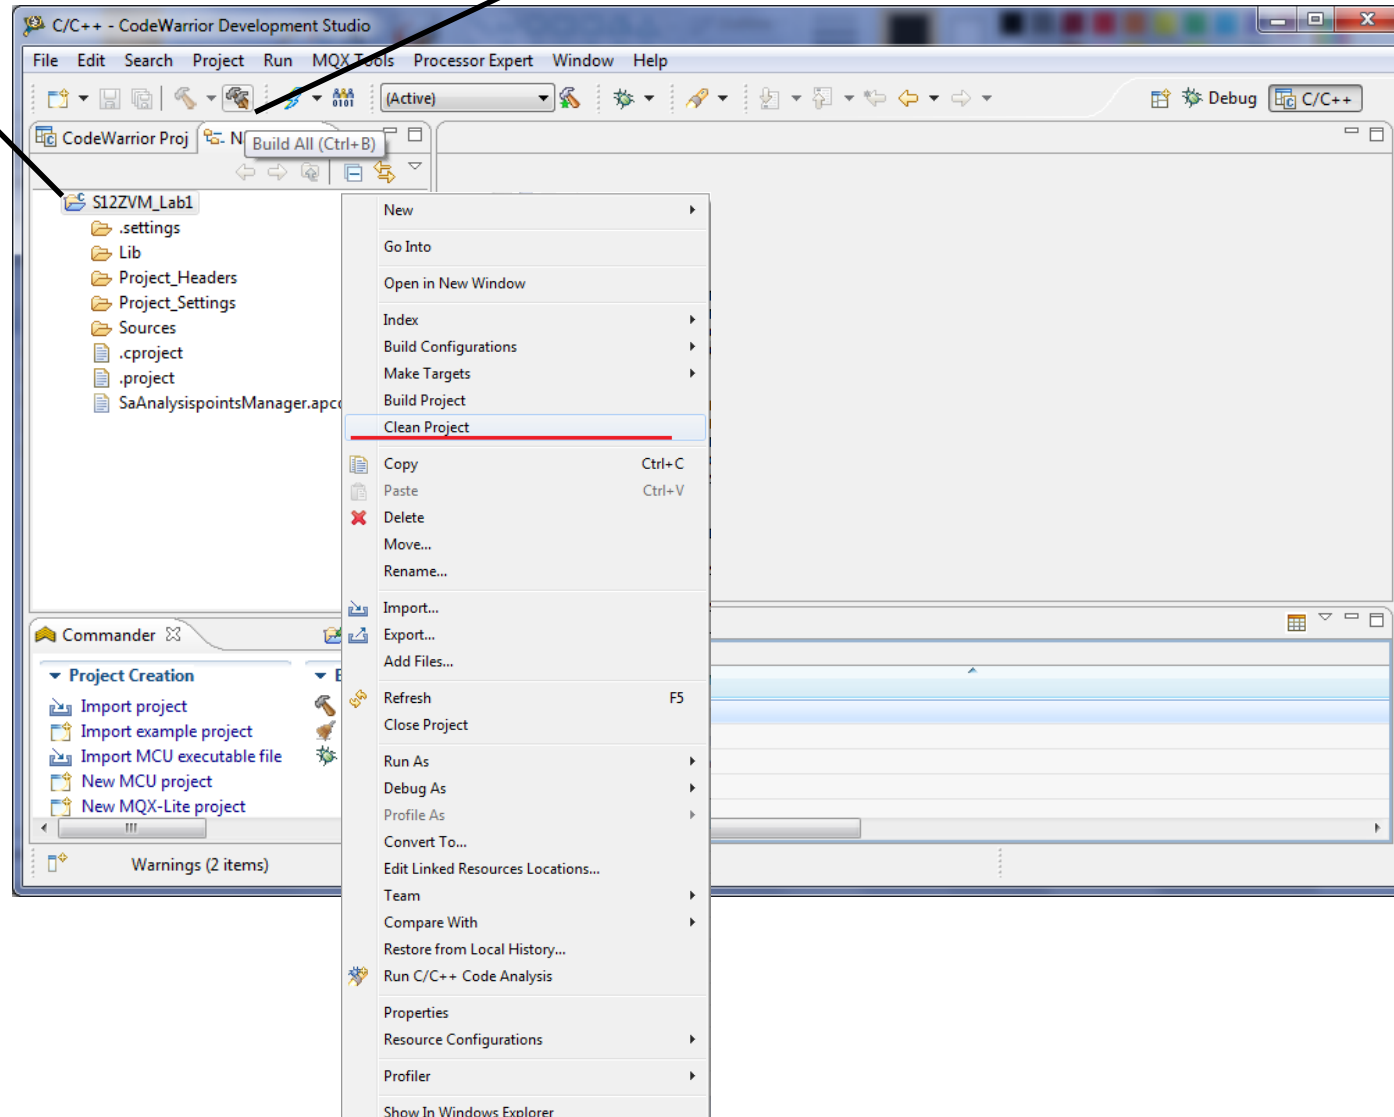 C/C++ - CodeWarrior Development Studio
File Edit Search Project Run MQX Tools Processor Expert Window Help
(Active)
Debug C/C++
CodeWarrior Proj
Build All (Ctrl+B)
S12ZVM_Lab1
.settings
Lib
Project_Headers
Project_Settings
Sources
.cproject
.project
New
Go Into
Open in New Window
Index
Build Configurations
Make Targets
Build Project
Clean Project
Copy Ctrl+C
Paste Ctrl+V
Delete
Move...
Rename...
Import...
Export...
Add Files...
Refresh F5
Close Project
Run As
Debug As
Profile As
Convert To...
Edit Linked Resources Locations...
Team
Compare With
Restore from Local History...
Run C/C++ Code Analysis
Properties
Resource Configurations
Profiler
Show In Windows Explorer
Commander
Project Creation
Import project
Import example project
Import MCU executable file
New MCU project
New MQX-Lite project
Warnings (2 items)